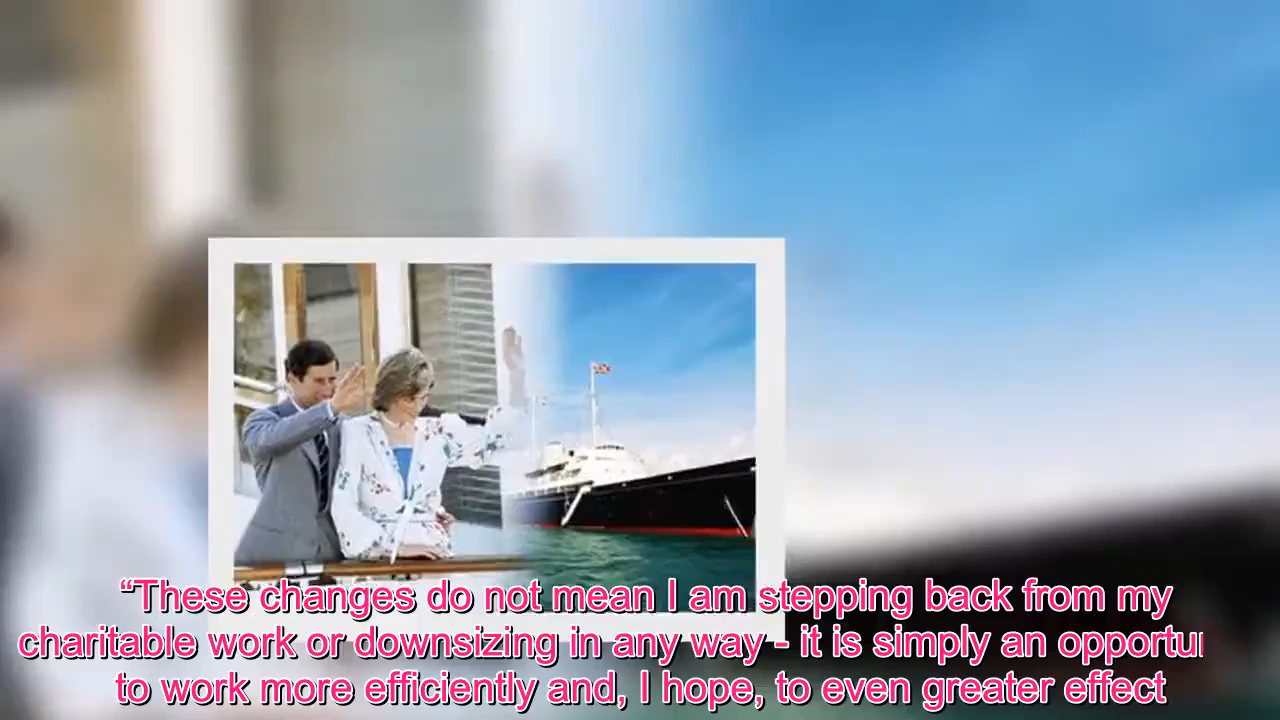 “These changes do not mean I am stepping back from my
charitable work or downsizing in any way - it is simply an
to work more efficiently and, I hope, to even greater effect